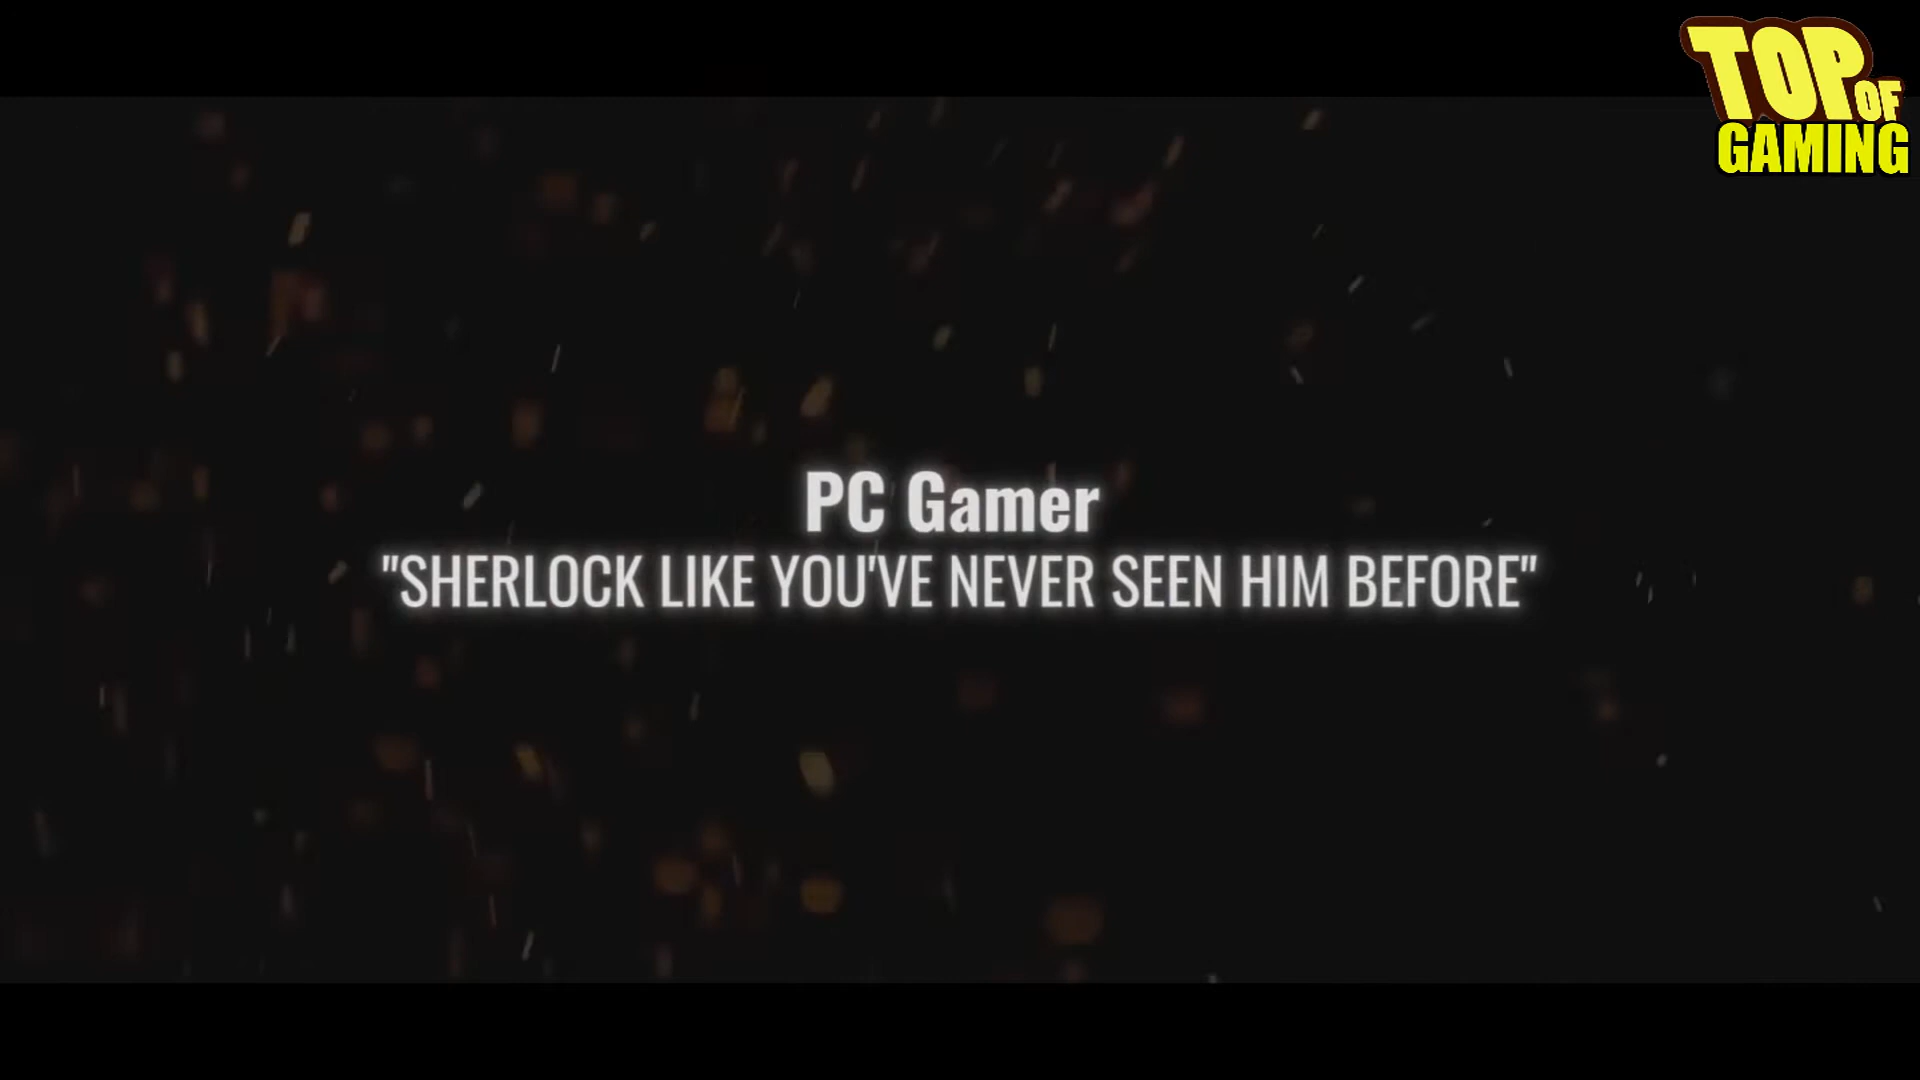 TOP OF
GAMING
PC Gamer
"SHERLOCK LIKE YOU'VE NEVER SEEN HIM BEFORE"